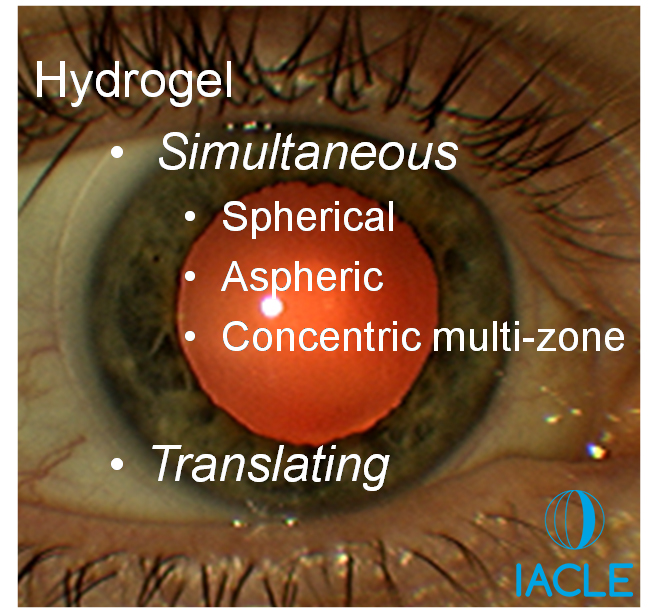 Hydrogel
• Simultaneous
• Spherical
• Aspheric
• Concentric multi-zone
• Translating
IACLE